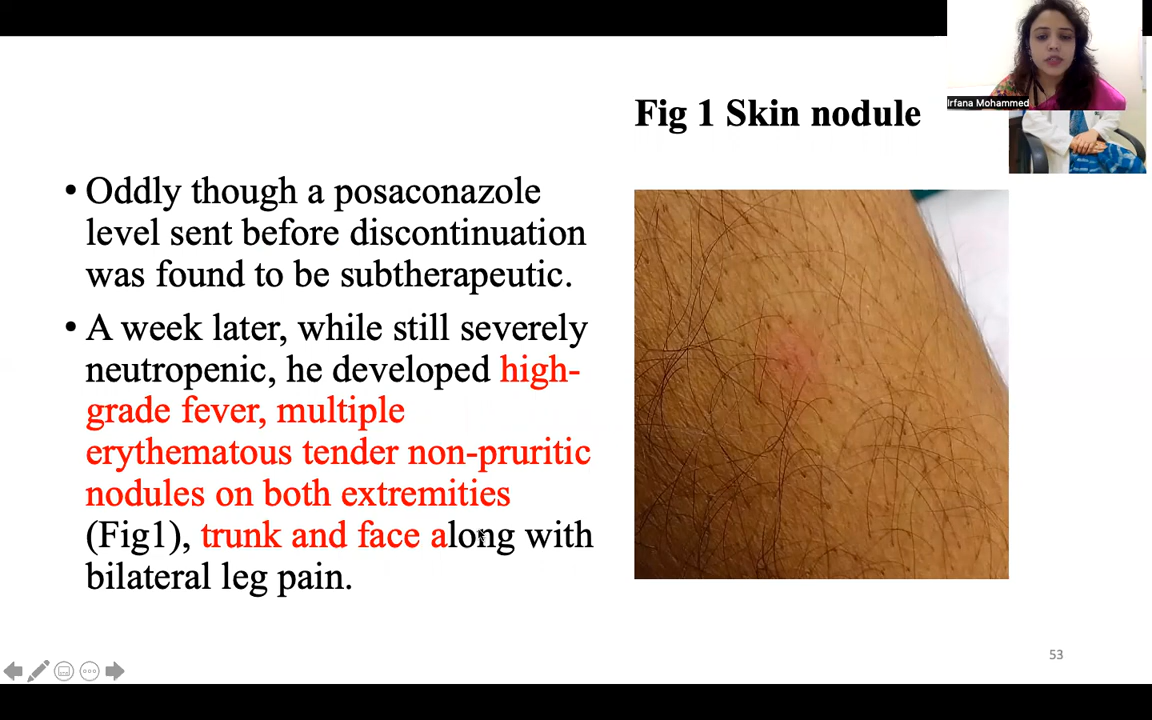 Irfana Mohammed
Fig 1 Skin nodule
• Oddly though a posaconazole
level sent before discontinuation
was found to be subtherapeutic.
• A week later, while still severely
neutropenic, he developed high-
grade fever, multiple
erythematous tender non-pruritic
nodules on both extremities
(Fig1), trunk and face along with
bilateral leg pain.
53